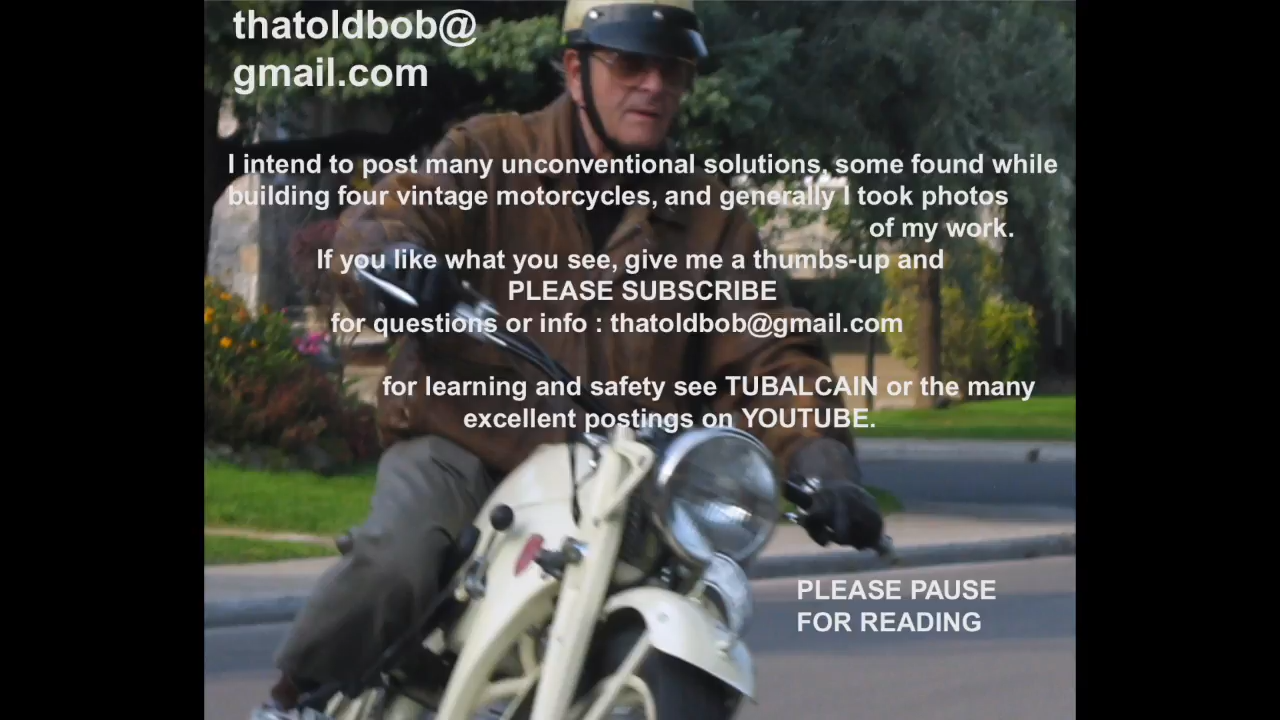 thatoldbob@
gmail.com
I intend to post many unconventional solutions, some found while
building four vintage motorcycles, and generally I took photos
of my work.
If you like what you see, give me a thumbs-up and
PLEASE SUBSCRIBE
for questions or info : thatoldbob@gmail.com
for learning and safety see TUBALCAIN or the many
excellent postings on YOUTUBE.
PLEASE PAUSE
FOR READING